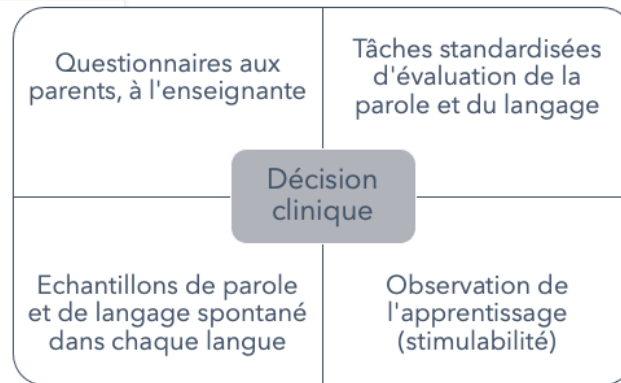 Questionnaires aux
parents, à l'enseignante
Tâches standardisées
d'évaluation de la
parole et du langage
Décision
clinique
Echantillons de parole
et de langage spontané
dans chaque langue
Observation de
l'apprentissage
(stimulabilité)